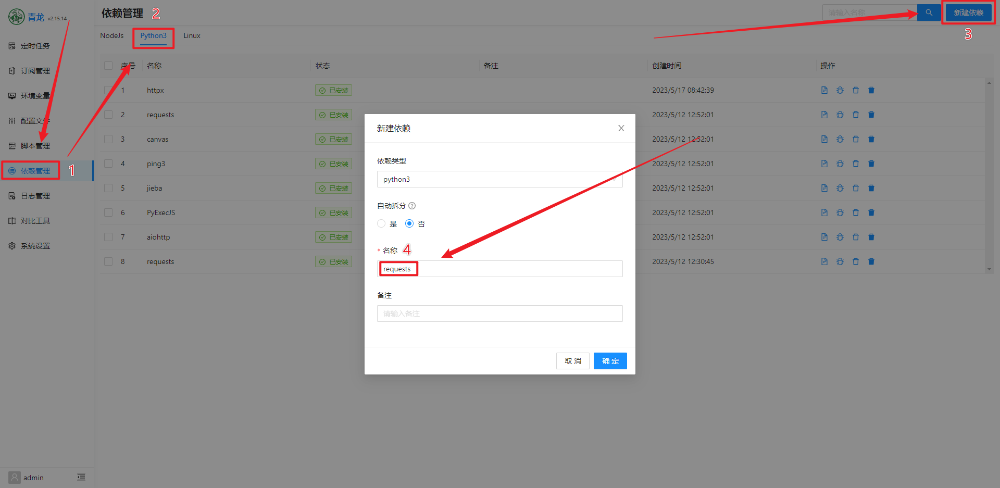 青龙 v2.15.14
定时任务
订阅管理
环境变量
配置文件
脚本管理
依赖管理
1
日志管理
对比工具
系统设置
admin
依赖管理 2
请输入名称
新建依赖
3
NodeJs Python3 Linux
序号 名称 状态 备注 创建时间 操作
1 httpx 已安装 2023/5/17 08:42:39
2 requests 已安装 2023/5/12 12:52:01
3 canvas 已安装 2023/5/12 12:52:01
4 ping3 已安装 2023/5/12 12:52:01
5 jieba 已安装 2023/5/12 12:52:01
6 PyExecJS 已安装 2023/5/12 12:52:01
7 aiohttp 已安装 2023/5/12 12:52:01
8 requests 已安装 2023/5/12 12:30:45
新建依赖
依赖类型
python3
自动拆分
是 否
* 名称 4
requests
备注
请输入备注
取 消 确 定